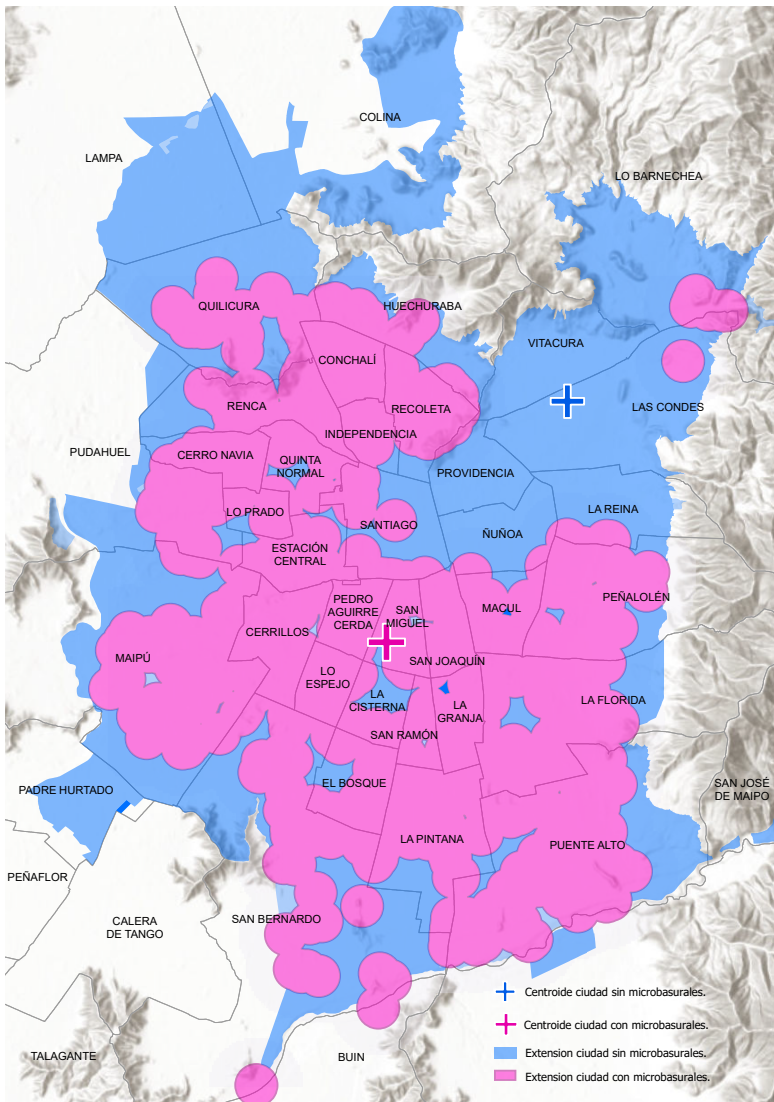 COLINA
LAMPA
LO BARNECHEA
QUILICURA
HUECHURABA
VITACURA
CONCHALÍ
RENCA
RECOLETA
LAS CONDES
INDEPENDENCIA
PUDAHUEL
CERRO NAVIA
QUINTA
NORMAL
PROVIDENCIA
LO PRADO
LA REINA
SANTIAGO
ÑUÑOA
ESTACIÓN
CENTRAL
PEDRO
AGUIRRE
CERDA
SAN
MIGUEL
MACUL
PEÑALOLÉN
CERRILLOS
MAIPÚ
SAN JOAQUÍN
LO
ESPEJO
LA
CISTERNA
LA
GRANJA
LA FLORIDA
SAN RAMÓN
PADRE HURTADO
EL BOSQUE
SAN JOSÉ
DE MAIPO
LA PINTANA
PUENTE ALTO
PEÑAFLOR
CALERA
DE TANGO
SAN BERNARDO
TALAGANTE
BUIN
Centroide ciudad sin microbasurales.
Centroide ciudad con microbasurales.
Extension ciudad sin microbasurales.
Extension ciudad con microbasurales.